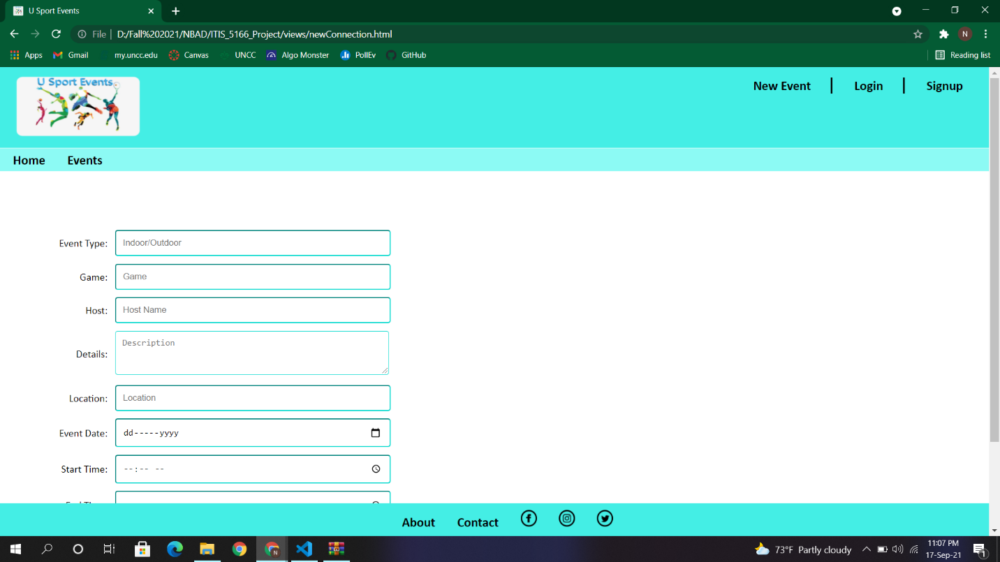 U Sport Events
File | D:/Fall%202021/NBAD/ITIS_5166_Project/views/newConnection.html
N
Apps Gmail my.uncc.edu Canvas UNCC Algo Monster PollEv GitHub Reading list
U Sport Events
New Event Login Signup
Home Events
Event Type: Indoor/Outdoor
Game: Game
Host: Host Name
Details: Description
Location: Location
Event Date: dd-----yyyy
Start Time: --:-- --
About Contact
73°F Partly cloudy
11:07 PM
17-Sep-21
1